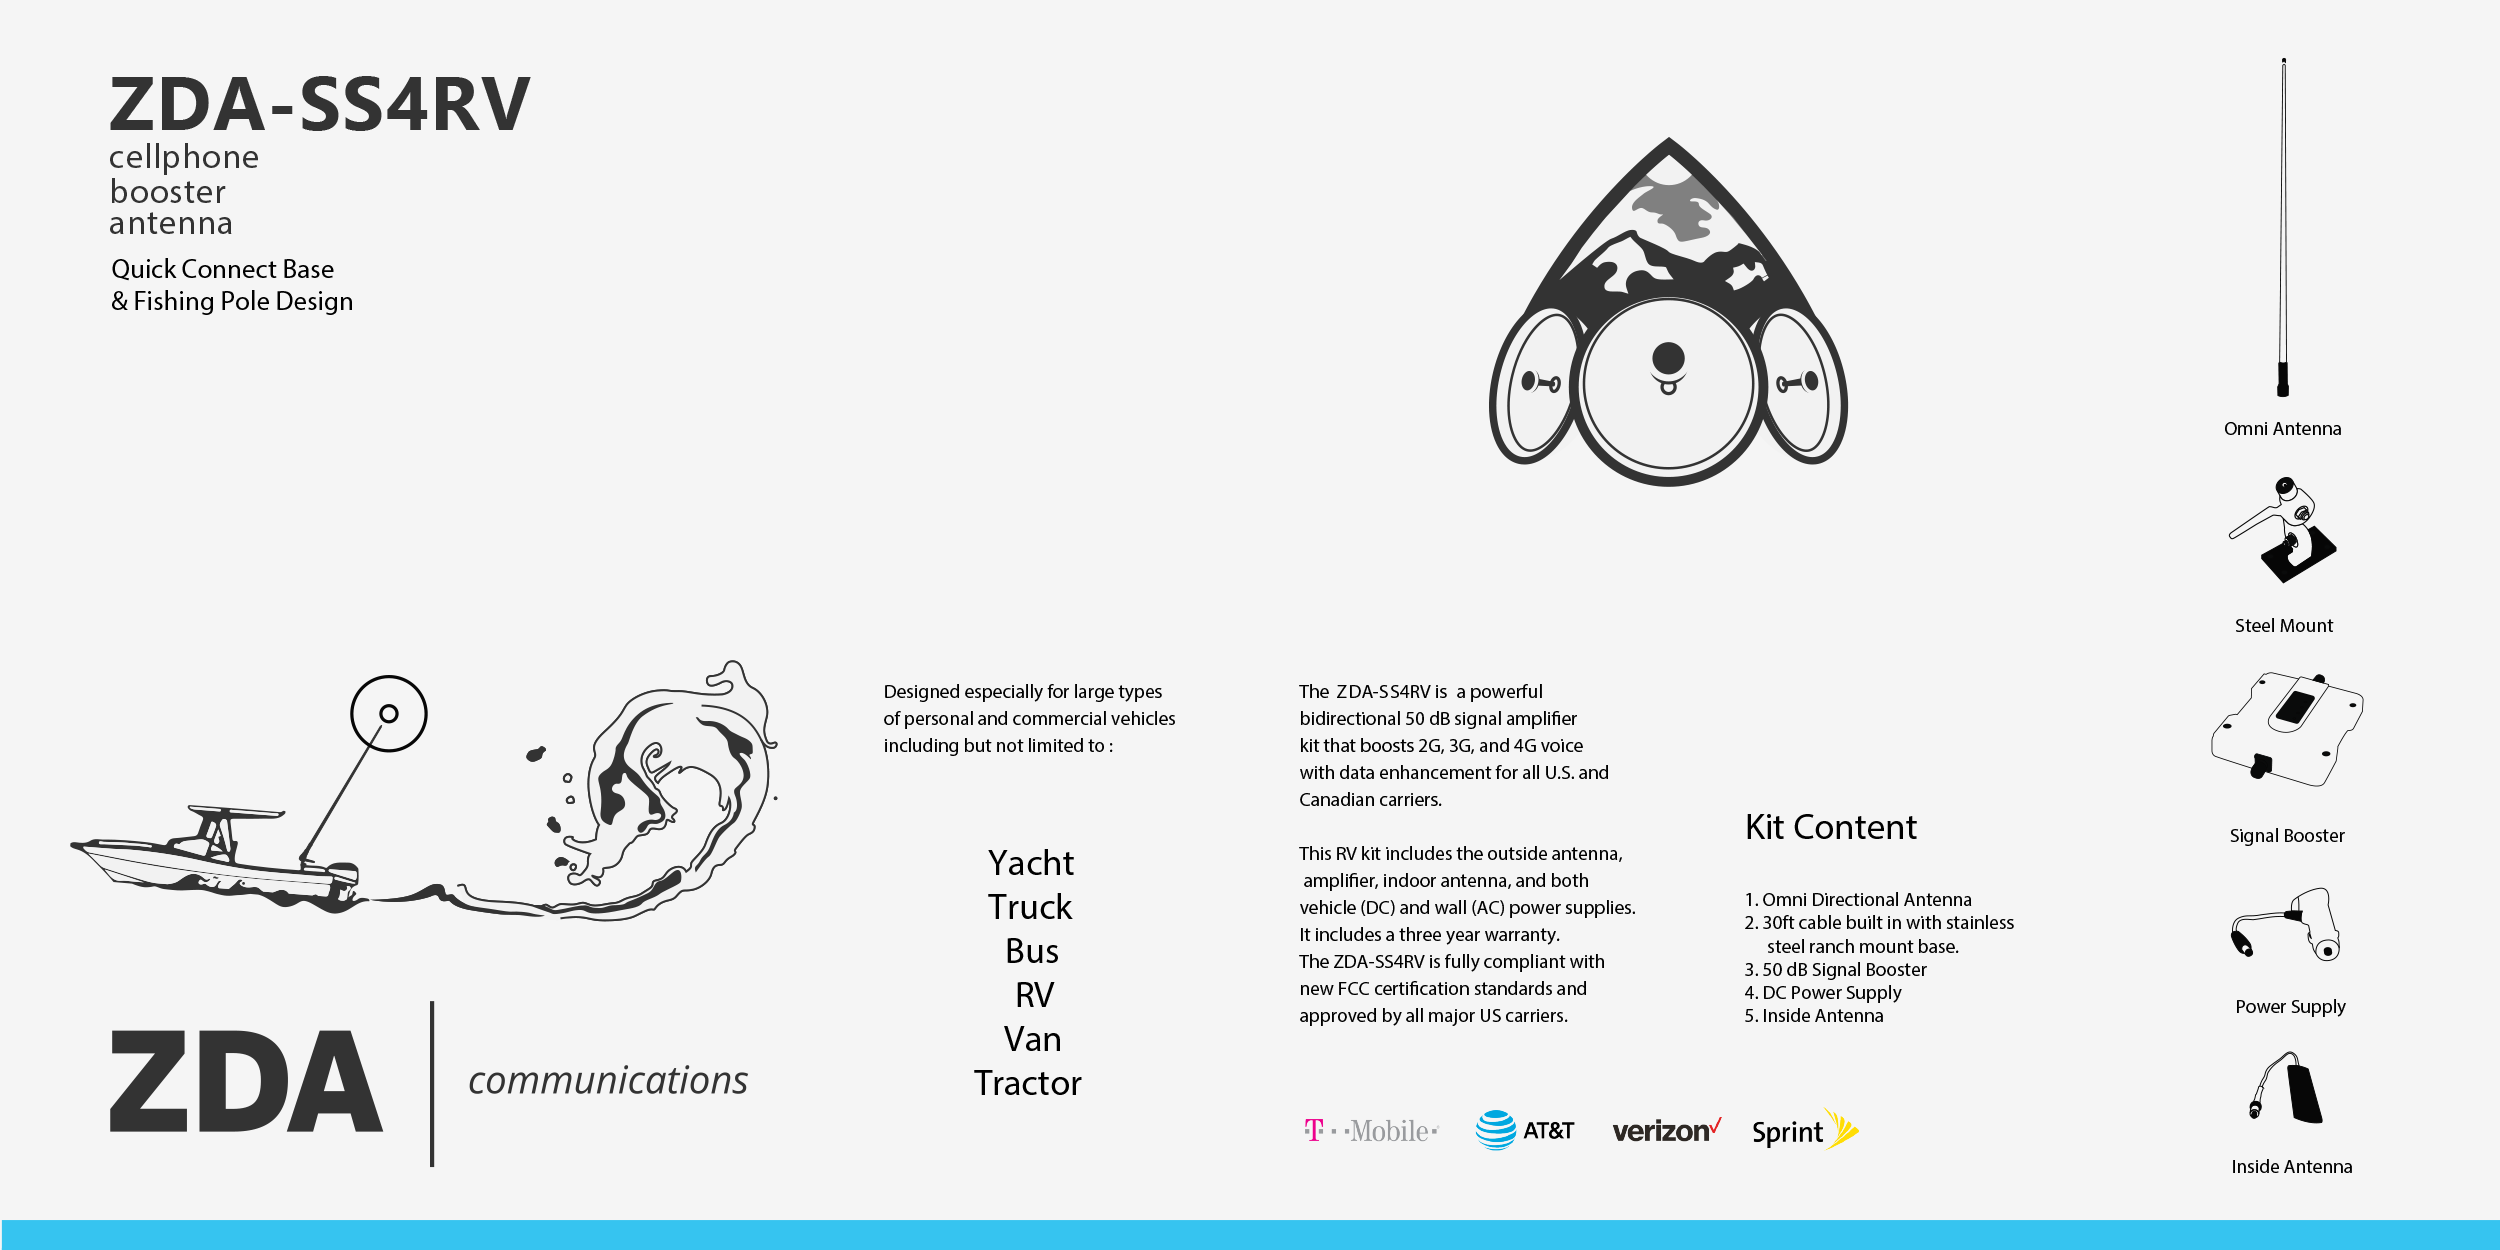 ZDA-SS4RV
cellphone
booster
antenna
Quick Connect Base
& Fishing Pole Design
ZDA
communications
Designed especially for large types
of personal and commercial vehicles
including but not limited to :
Yacht
Truck
Bus
RV
Van
Tractor
The ZDA-SS4RV is a powerful
bidirectional 50 dB signal amplifier
kit that boosts 2G, 3G, and 4G voice
with data enhancement for all U.S. and
Canadian carriers.
This RV kit includes the outside antenna,
amplifier, indoor antenna, and both
vehicle (DC) and wall (AC) power supplies.
It includes a three year warranty.
The ZDA-SS4RV is fully compliant with
new FCC certification standards and
approved by all major US carriers.
T··Mobile·
AT&T
verizon✓
Sprint
Kit Content
1. Omni Directional Antenna
2. 30ft cable built in with stainless
steel ranch mount base.
3. 50 dB Signal Booster
4. DC Power Supply
5. Inside Antenna
Omni Antenna
Steel Mount
Signal Booster
Power Supply
Inside Antenna